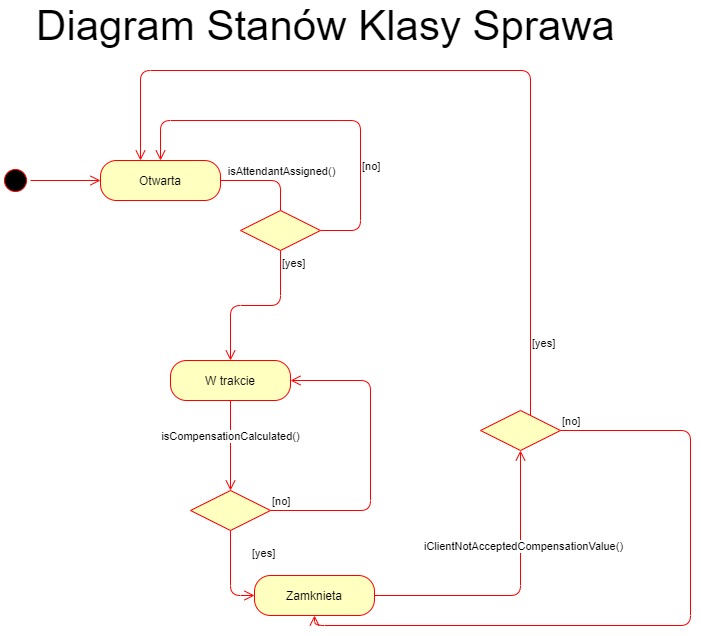 Diagram Stanów Klasy Sprawa
Otwarta
isAttendantAssigned()
[no]
[yes]
W trakcie
isCompensationCalculated()
[no]
[yes]
Zamknieta
iClientNotAcceptedCompensationValue()
[yes]
[no]